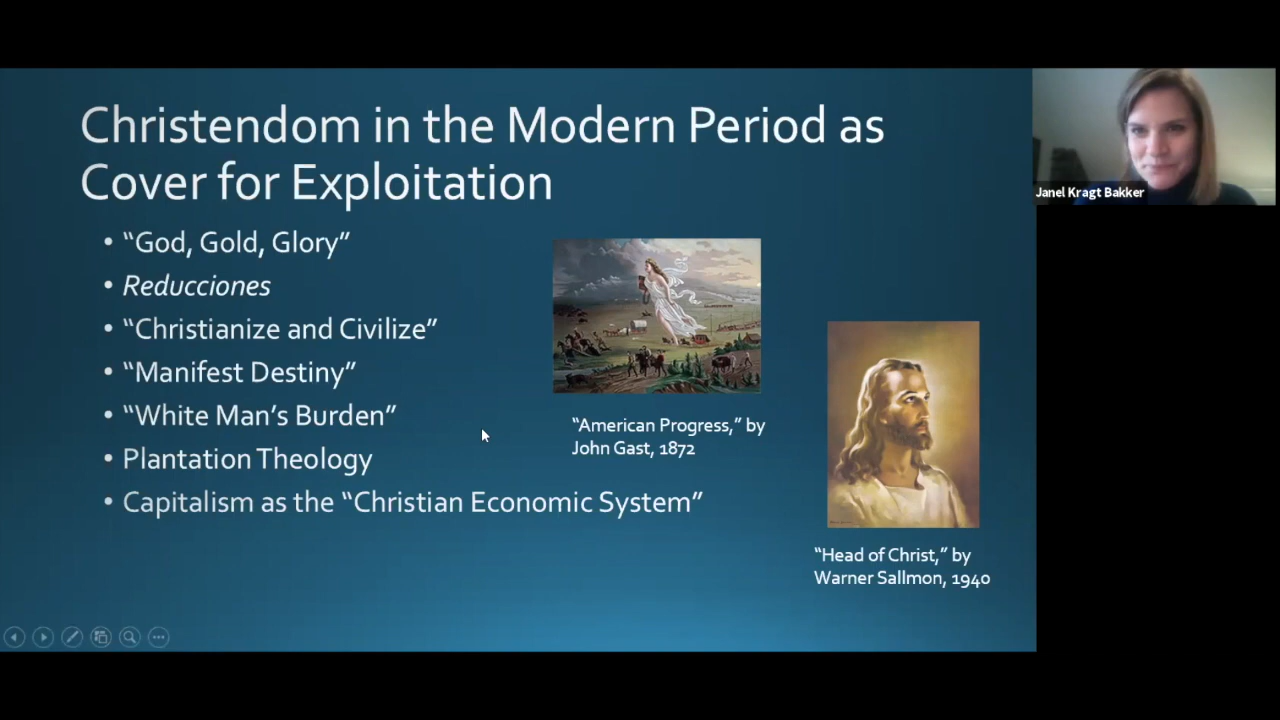 Christendom in the Modern Period as
Cover for Exploitation
• “God, Gold, Glory”
• Reducciones
• “Christianize and Civilize”
• “Manifest Destiny”
• “White Man’s Burden”
• Plantation Theology
• Capitalism as the “Christian Economic System”
“American Progress,” by
John Gast, 1872
“Head of Christ,” by
Warner Sallmon, 1940
Janel Kragt Bakker